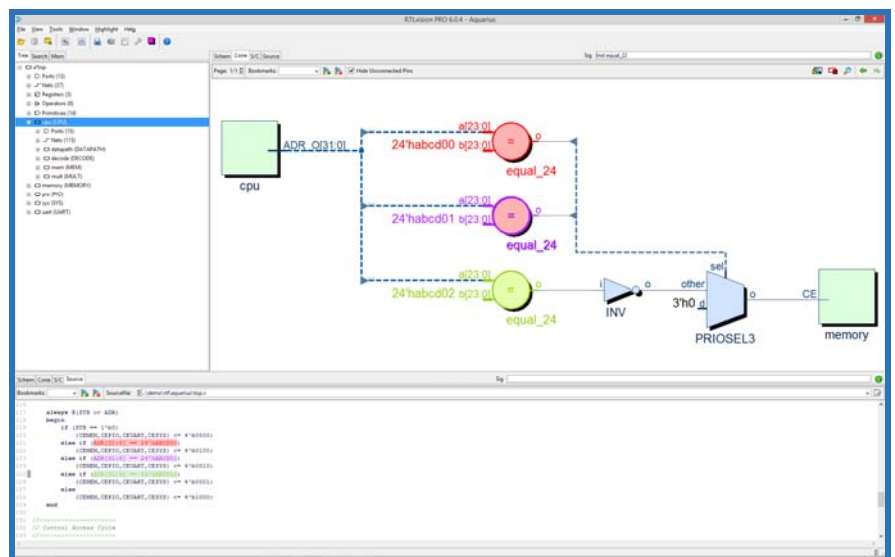 RTLvision PRO 6.0.4 - Aquarius
File View Tools Window Highlight Help
Tree Search Mem
Schem Cone S/C Source
Sig inst equal_22
Page: 1/1 Bookmarks: Hide Unconnected Pins
top
Ports (13)
Nets (37)
Registers (3)
Operators (8)
Primitives (14)
cpu (CPU)
Ports (15)
Nets (115)
datapath (DATAPATH)
decode (DECODE)
mem (MEM)
mult (MULT)
memory (MEMORY)
pio (PIO)
sys (SYS)
uart (UART)
ADR_O[31:0]
cpu
a[23:0]
24'habcd00 b[23:0]
=
o
equal_24
a[23:0]
24'habcd01 b[23:0]
=
o
equal_24
a[23:0]
24'habcd02 b[23:0]
=
o
equal_24
i
o
INV
sel
other
3'h0 d
o
PRIOSEL3
CE
memory
Schem Cone S/C Source
Sig
Bookmarks: Sourcefile:
always @(STB or ADR)
begin
if (STB == 1'b0)
(CEMEM,CEPIO,CEUART,CESYS) <= 4'b0000;
else if (ADR[31:8] == 24'hABCD00)
(CEMEM,CEPIO,CEUART,CESYS) <= 4'b0100;
else if (ADR[31:8] == 24'hABCD01)
(CEMEM,CEPIO,CEUART,CESYS) <= 4'b0010;
else if (ADR[31:8] == 24'hABCD02)
(CEMEM,CEPIO,CEUART,CESYS) <= 4'b0001;
else
(CEMEM,CEPIO,CEUART,CESYS) <= 4'b1000;
end
// Control Access Cycle